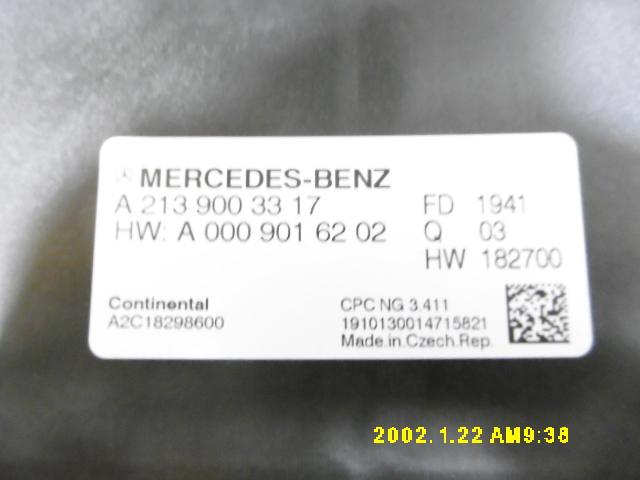 MERCEDES-BENZ
A 213 900 33 17 FD 1941
HW: A 000 901 62 02 Q 03
HW 182700
Continental CPC NG 3.411
A2C18298600 1910130014715821
Made.in.Czech.Rep.
2002.1.22 AM9:38